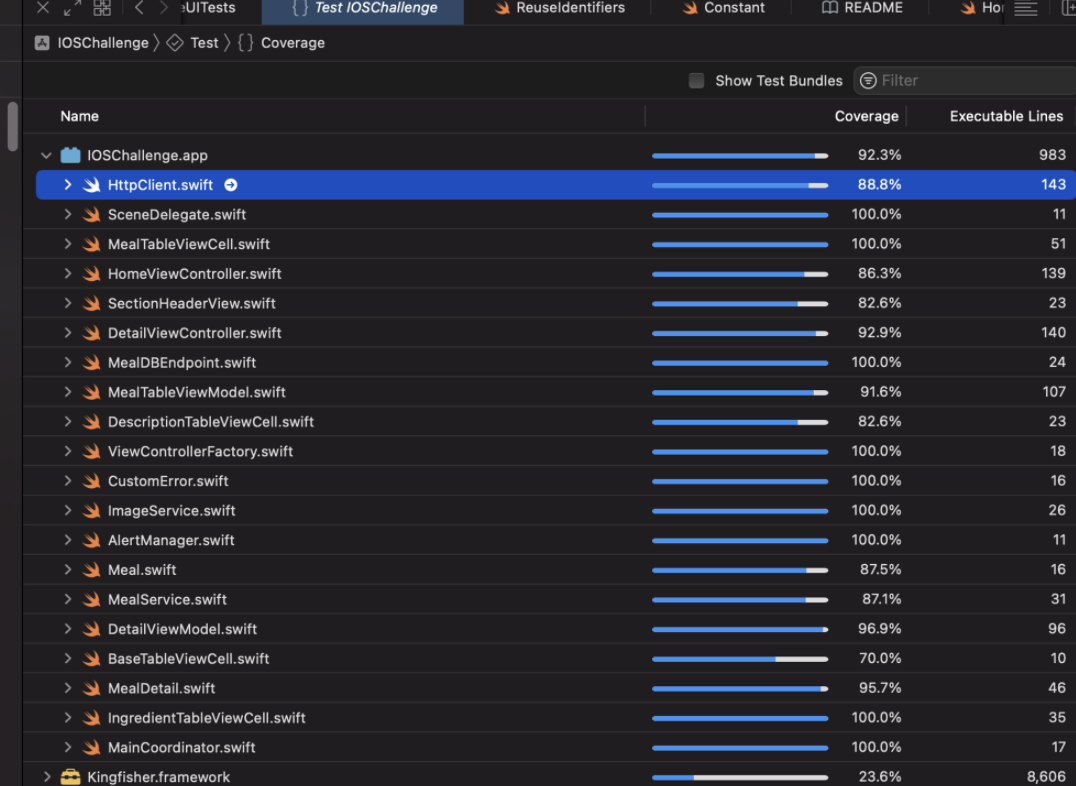 eUITests { } Test IOSChallenge ReuseIdentifiers Constant README Ho
IOSChallenge Test { } Coverage
Show Test Bundles Filter
Name Coverage Executable Lines
IOSChallenge.app 92.3% 983
HttpClient.swift 88.8% 143
SceneDelegate.swift 100.0% 11
MealTableViewCell.swift 100.0% 51
HomeViewController.swift 86.3% 139
SectionHeaderView.swift 82.6% 23
DetailViewController.swift 92.9% 140
MealDBEndpoint.swift 100.0% 24
MealTableViewModel.swift 91.6% 107
DescriptionTableViewCell.swift 82.6% 23
ViewControllerFactory.swift 100.0% 18
CustomError.swift 100.0% 16
ImageService.swift 100.0% 26
AlertManager.swift 100.0% 11
Meal.swift 87.5% 16
MealService.swift 87.1% 31
DetailViewModel.swift 96.9% 96
BaseTableViewCell.swift 70.0% 10
MealDetail.swift 95.7% 46
IngredientTableViewCell.swift 100.0% 35
MainCoordinator.swift 100.0% 17
Kingfisher.framework 23.6% 8,606